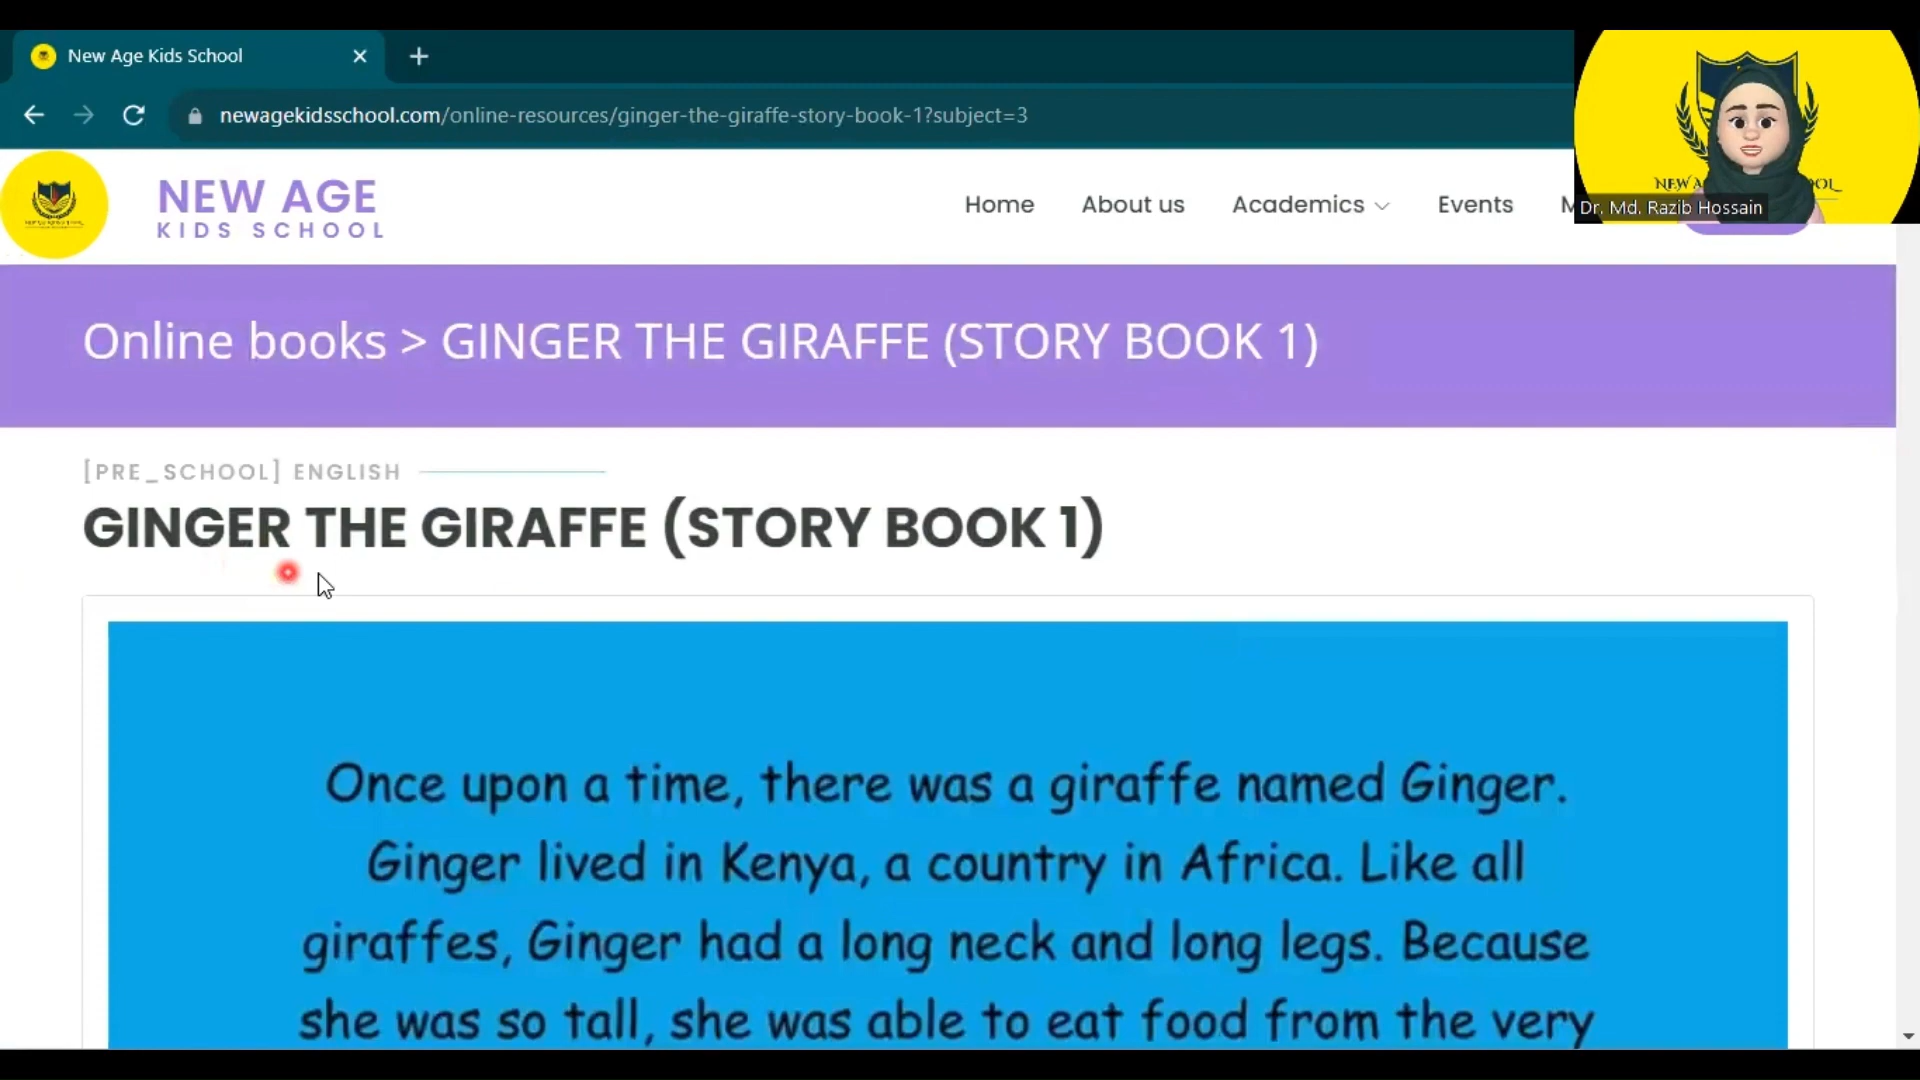 New Age Kids School
newagekidsschool.com/online-resources/ginger-the-giraffe-story-book-1?subject=3
NEW AGE
KIDS SCHOOL
Home About us Academics Events
Dr. Md. Razib Hossain
Online books > GINGER THE GIRAFFE (STORY BOOK 1)
[PRE_SCHOOL] ENGLISH
GINGER THE GIRAFFE (STORY BOOK 1)
Once upon a time, there was a giraffe named Ginger.
Ginger lived in Kenya, a country in Africa. Like all
giraffes, Ginger had a long neck and long legs. Because
she was so tall, she was able to eat food from the very